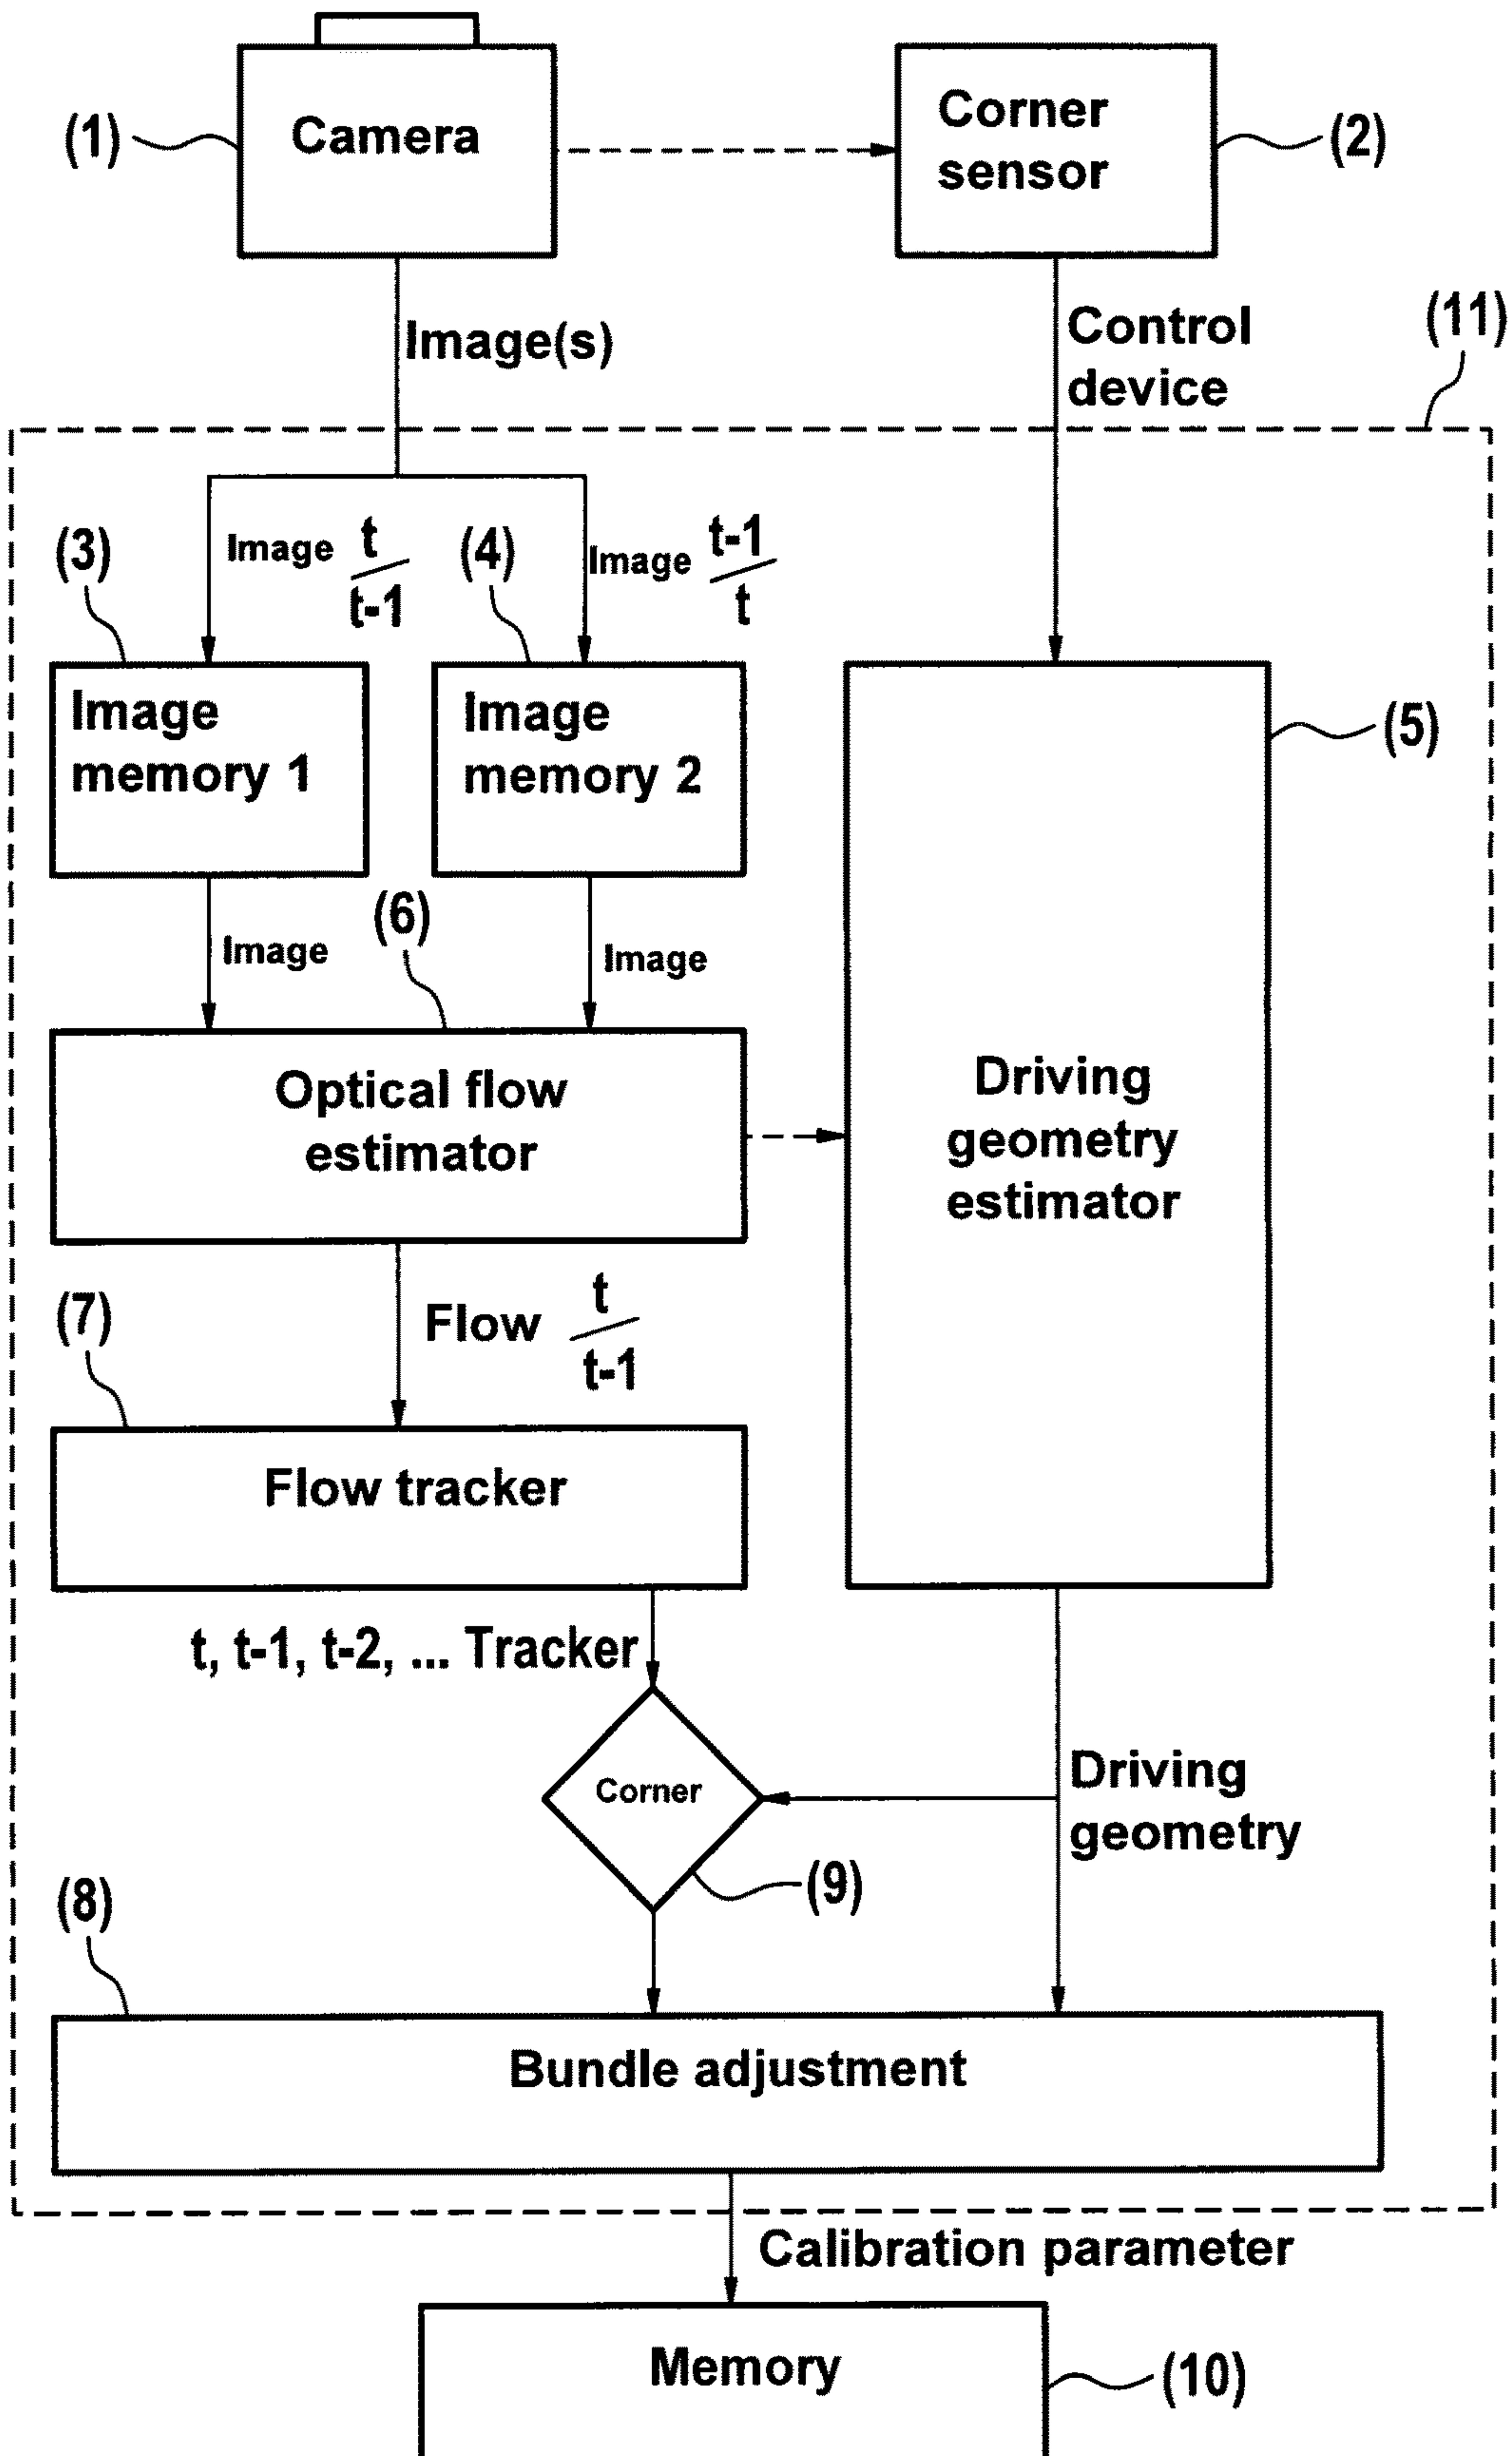 (1)
Camera
Corner
sensor
(2)
Image(s)
Control
device
(11)
(3)
Image t/t-1
(4)
Image t-1/t
Image
memory 1
Image
memory 2
(5)
Image
(6)
Image
Optical flow
estimator
Driving
geometry
estimator
(7)
Flow t/t-1
Flow tracker
t, t-1, t-2, ... Tracker
Corner
Driving
geometry
(9)
(8)
Bundle adjustment
Calibration parameter
Memory
(10)